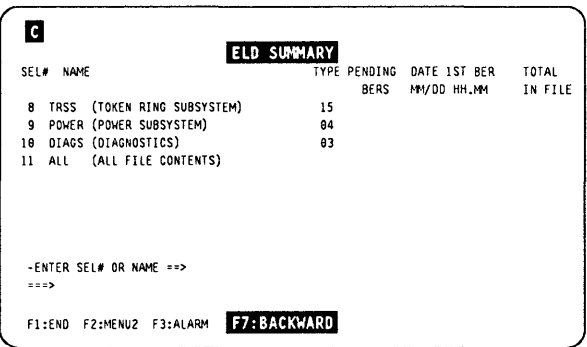 C
ELD SUMMARY
SEL# NAME TYPE PENDING DATE 1ST BER TOTAL
BERS MM/DD HH.MM IN FILE
8 TRSS (TOKEN RING SUBSYSTEM) 15
9 POWER (POWER SUBSYSTEM) 04
10 DIAGS (DIAGNOSTICS) 03
11 ALL (ALL FILE CONTENTS)
-ENTER SEL# OR NAME ==>
===>
F1:END F2:MENU2 F3:ALARM F7:BACKWARD